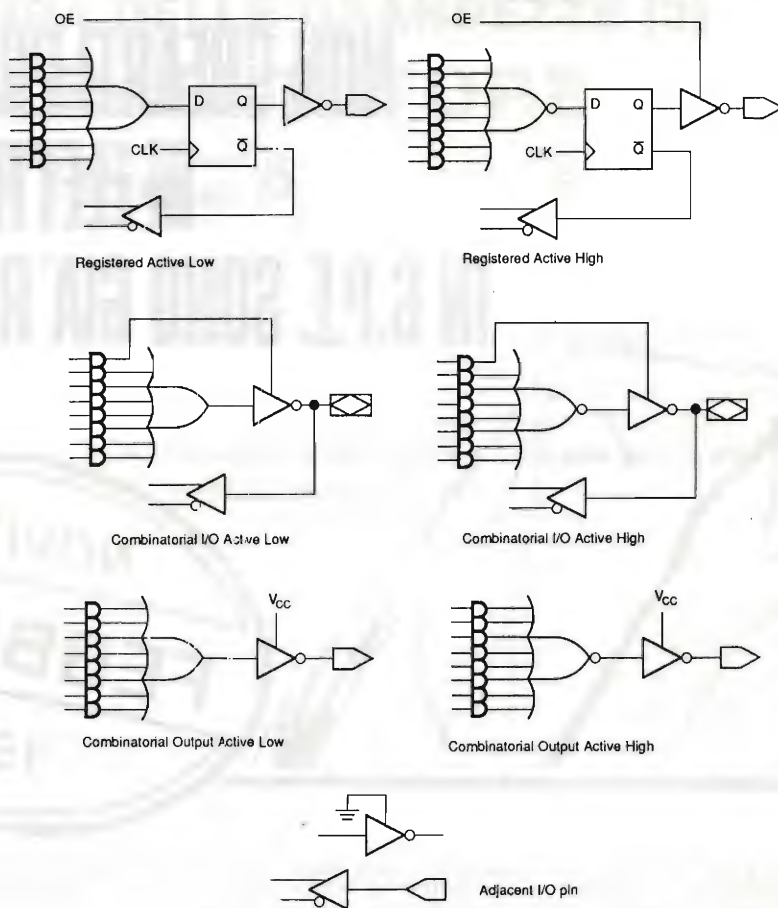 OE
OE
D Q
CLK Q
D Q
CLK Q
Registered Active Low
Registered Active High
Combinatorial I/O Active Low
Combinatorial I/O Active High
VCC
VCC
Combinatorial Output Active Low
Combinatorial Output Active High
Adjacent I/O pin